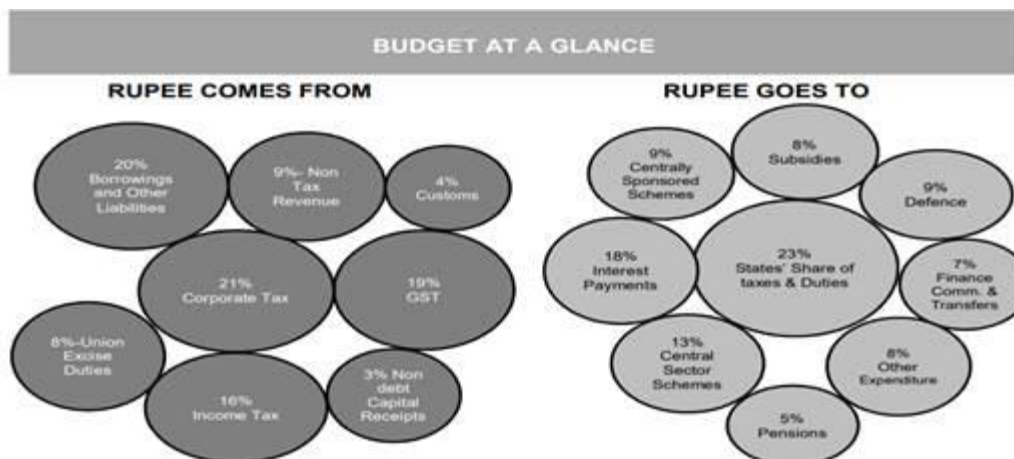 BUDGET AT A GLANCE
RUPEE COMES FROM
20%
Borrowings
and Other
Liabilities
9%- Non
Tax
Revenue
4%
Customs
21%
Corporate Tax
19%
GST
8%-Union
Excise
Duties
16%
Income Tax
3% Non
debt
Capital
Receipts
RUPEE GOES TO
9%
Centrally
Sponsored
Schemes
8%
Subsidies
9%
Defence
18%
Interest
Payments
23%
States' Share of
taxes & Duties
7%
Finance
Comm. &
Transfers
13%
Central
Sector
Schemes
8%
Other
Expenditure
5%
Pensions